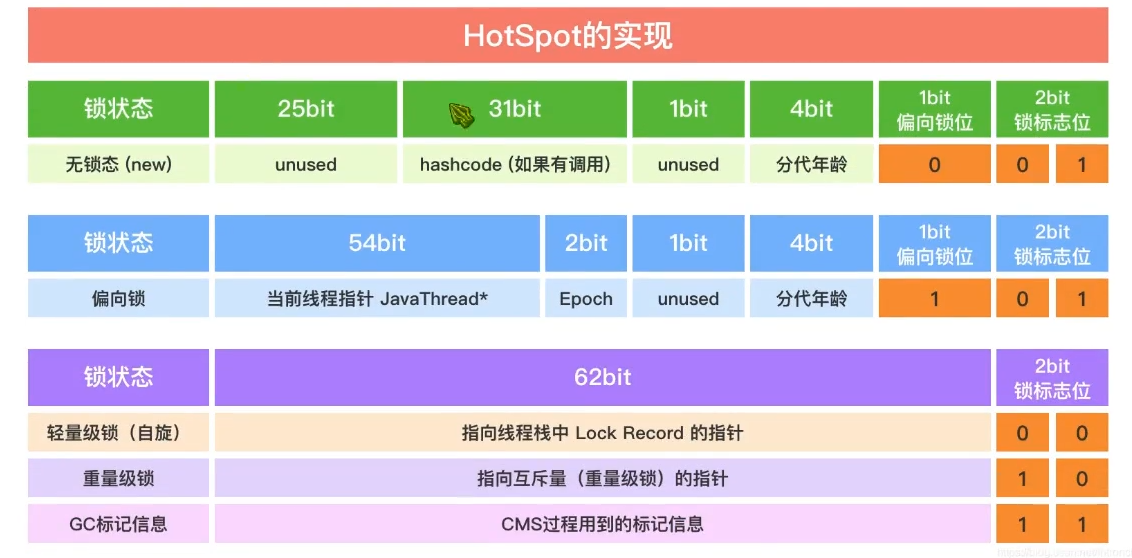 HotSpot的实现
锁状态 25bit 31bit 1bit 4bit 1bit 偏向锁位 2bit 锁标志位
无锁态 (new) unused hashcode (如果有调用) unused 分代年龄 0 0 1
锁状态 54bit 2bit 1bit 4bit 1bit 偏向锁位 2bit 锁标志位
偏向锁 当前线程指针 JavaThread* Epoch unused 分代年龄 1 0 1
锁状态 62bit 2bit 锁标志位
轻量级锁（自旋） 指向线程栈中 Lock Record 的指针 0 0
重量级锁 指向互斥量（重量级锁）的指针 1 0
GC标记信息 CMS过程用到的标记信息 1 1